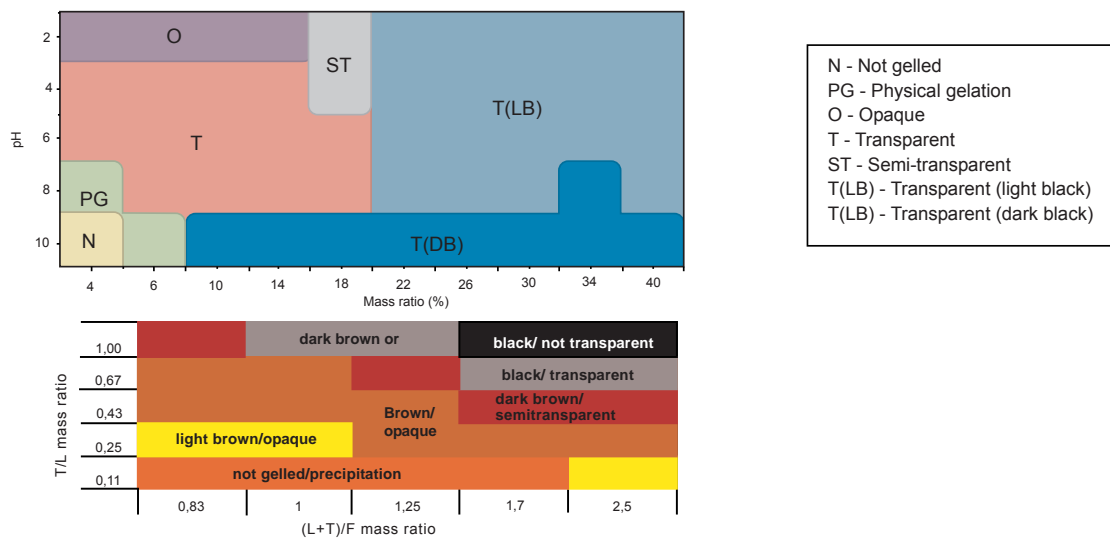 2
4
6
8
10
pH
O
ST
T
T(LB)
PG
N
T(DB)
4
6
10
14
18
22
26
30
34
40
Mass ratio (%)
N - Not gelled
PG - Physical gelation
O - Opaque
T - Transparent
ST - Semi-transparent
T(LB) - Transparent (light black)
T(LB) - Transparent (dark black)
T/L mass ratio
1,00
0,67
0,43
0,25
0,11
dark brown or
black/ not transparent
black/ transparent
dark brown/
semitransparent
Brown/
opaque
light brown/opaque
not gelled/precipitation
0,83
1
1,25
1,7
2,5
(L+T)/F mass ratio